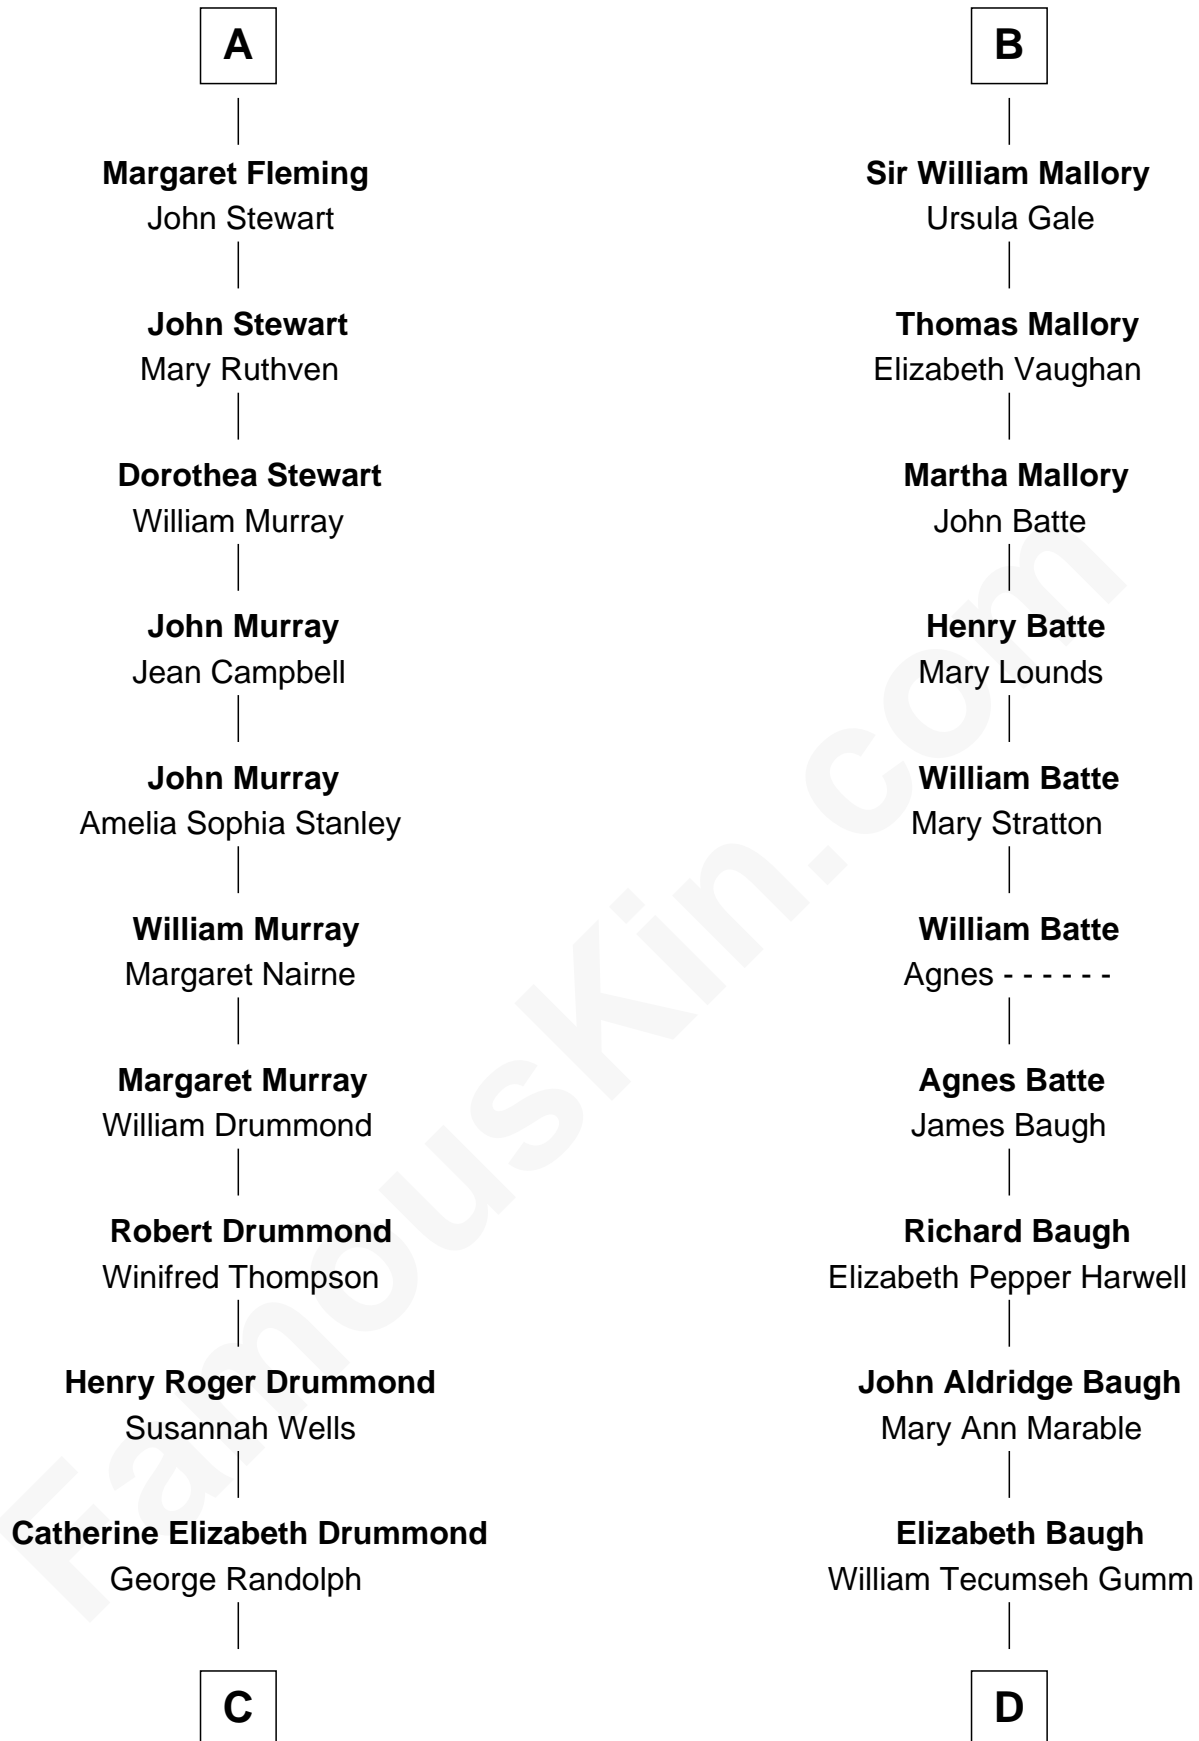 A
Margaret Fleming
John Stewart
John Stewart
Mary Ruthven
Dorothea Stewart
William Murray
John Murray
Jean Campbell
John Murray
Amelia Sophia Stanley
William Murray
Margaret Nairne
Margaret Murray
William Drummond
Robert Drummond
Winifred Thompson
Henry Roger Drummond
Susannah Wells
Catherine Elizabeth Drummond
George Randolph
C
B
Sir William Mallory
Ursula Gale
Thomas Mallory
Elizabeth Vaughan
Martha Mallory
John Batte
Henry Batte
Mary Lounds
William Batte
Mary Stratton
William Batte
Agnes - - - - - -
Agnes Batte
James Baugh
Richard Baugh
Elizabeth Pepper Harwell
John Aldridge Baugh
Mary Ann Marable
Elizabeth Baugh
William Tecumseh Gumm
D
FamousKin.com